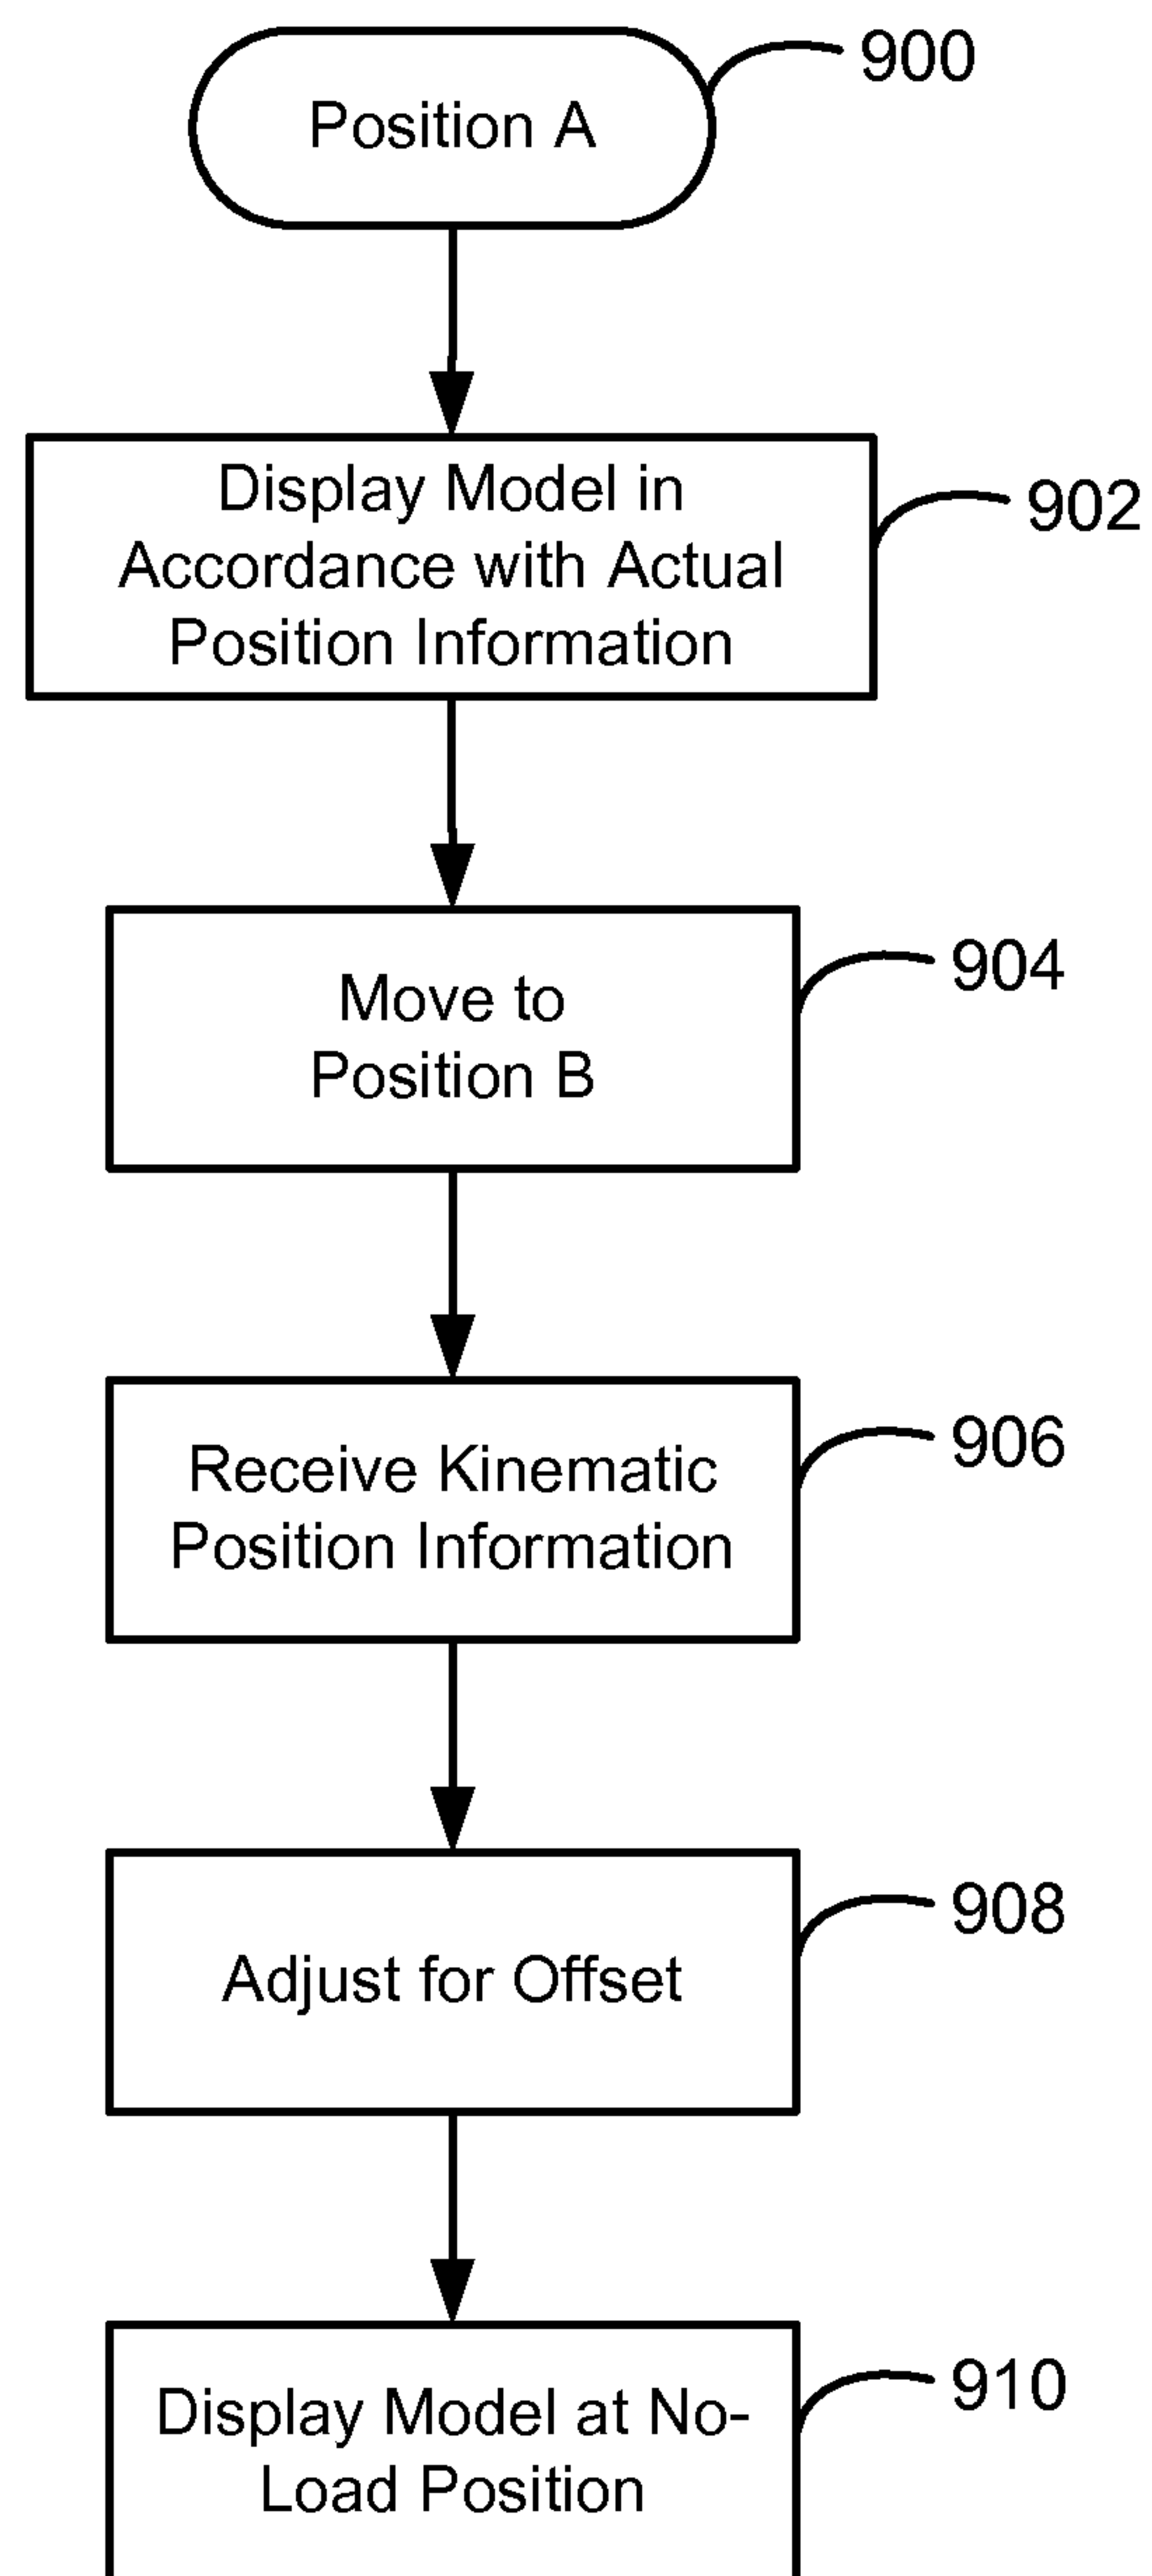 900
Position A
Display Model in
Accordance with Actual
Position Information
902
Move to
Position B
904
Receive Kinematic
Position Information
906
Adjust for Offset
908
Display Model at No-
Load Position
910